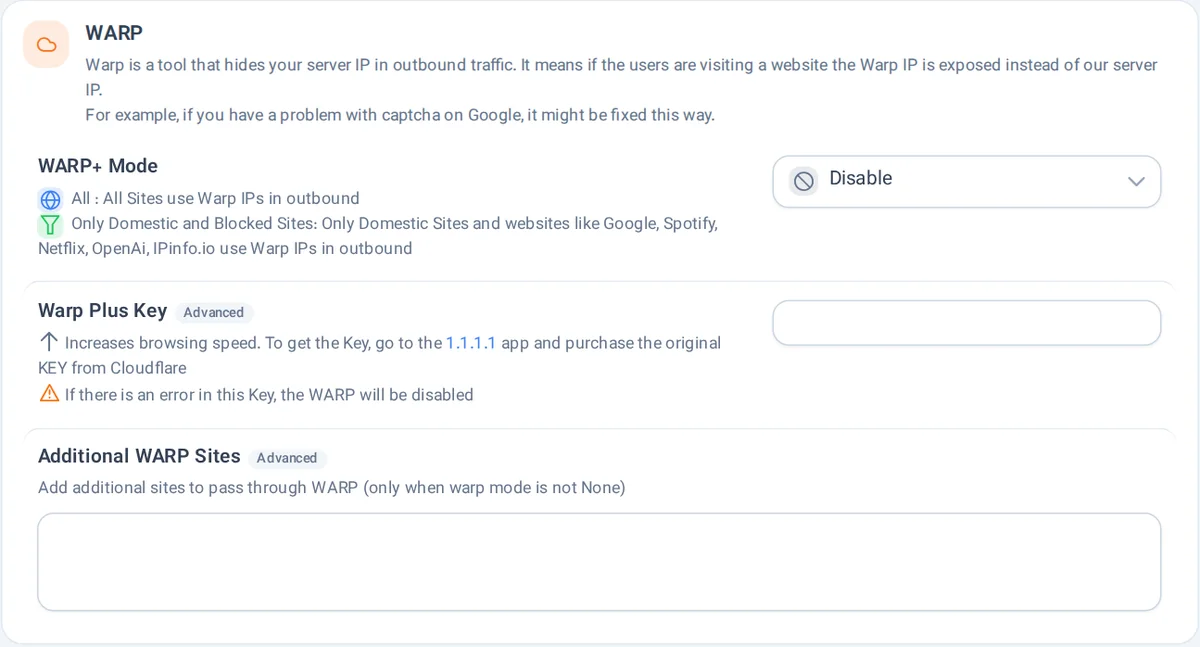 WARP
Warp is a tool that hides your server IP in outbound traffic. It means if the users are visiting a website the Warp IP is exposed instead of our server
IP.
For example, if you have a problem with captcha on Google, it might be fixed this way.
WARP+ Mode
All : All Sites use Warp IPs in outbound
Only Domestic and Blocked Sites: Only Domestic Sites and websites like Google, Spotify,
Netflix, OpenAi, IPinfo.io use Warp IPs in outbound
Disable
Warp Plus Key Advanced
Increases browsing speed. To get the Key, go to the 1.1.1.1 app and purchase the original
KEY from Cloudflare
If there is an error in this Key, the WARP will be disabled
Additional WARP Sites Advanced
Add additional sites to pass through WARP (only when warp mode is not None)